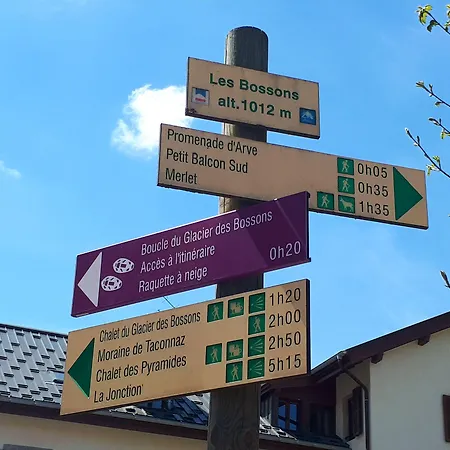 Les Bossons
alt.1012 m
Promenade d'Arve 0h05
Petit Balcon Sud 0h35
Merlet 1h35
Boucle du Glacier des Bossons
Accès à l'itinéraire 0h20
Raquette à neige
Chalet du Glacier des Bossons 1h20
Moraine de Taconnaz 2h00
Chalet des Pyramides 2h50
La Jonction 5h15